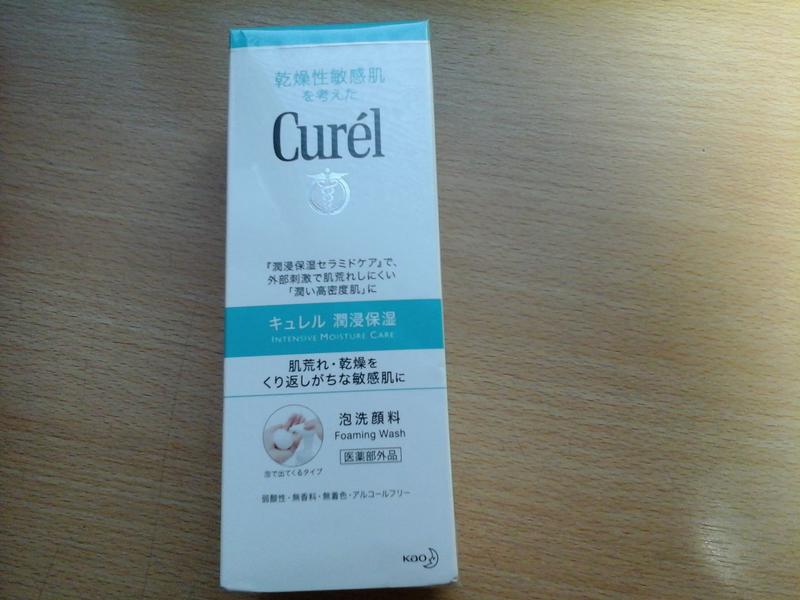 乾燥性敏感肌
を考えた
Curél
『潤浸保湿セラミドケア』で、
外部刺激で肌荒れしにくい
「潤い高密度肌」に
キュレル 潤浸保湿
INTENSIVE MOISTURE CARE
肌荒れ・乾燥を
くり返しがちな敏感肌に
泡洗顔料
Foaming Wash
医薬部外品
泡で出てくるタイプ
弱酸性・無香料・無着色・アルコールフリー
Kao